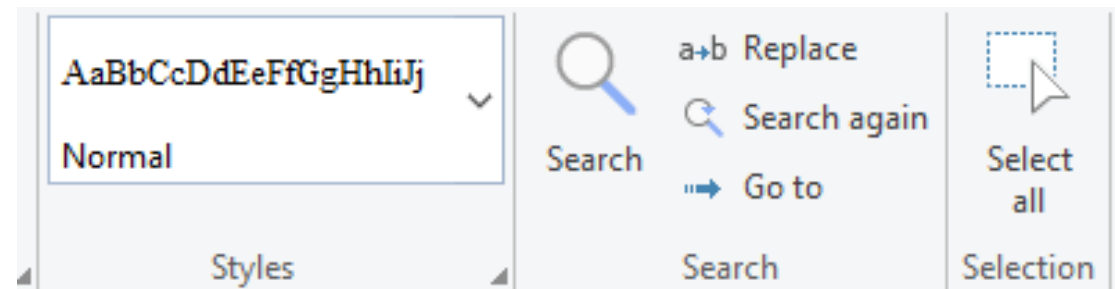 AaBbCcDdEeFfGgHhIiJj
Normal
Styles
Search
a→b Replace
Search again
Go to
Search
Select
all
Selection